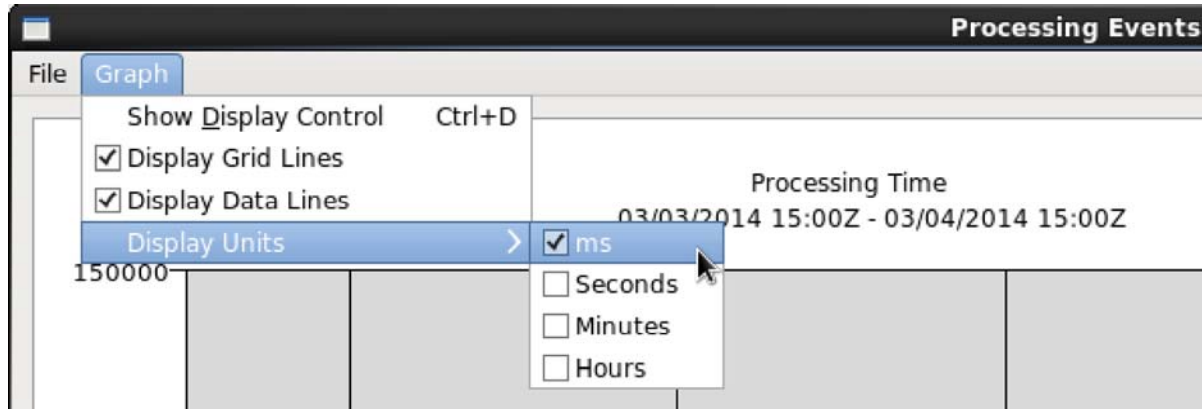 Processing Events
File Graph
Show Display Control Ctrl+D
Display Grid Lines
Display Data Lines
Display Units
ms
Seconds
Minutes
Hours
Processing Time
03/03/2014 15:00Z - 03/04/2014 15:00Z
150000